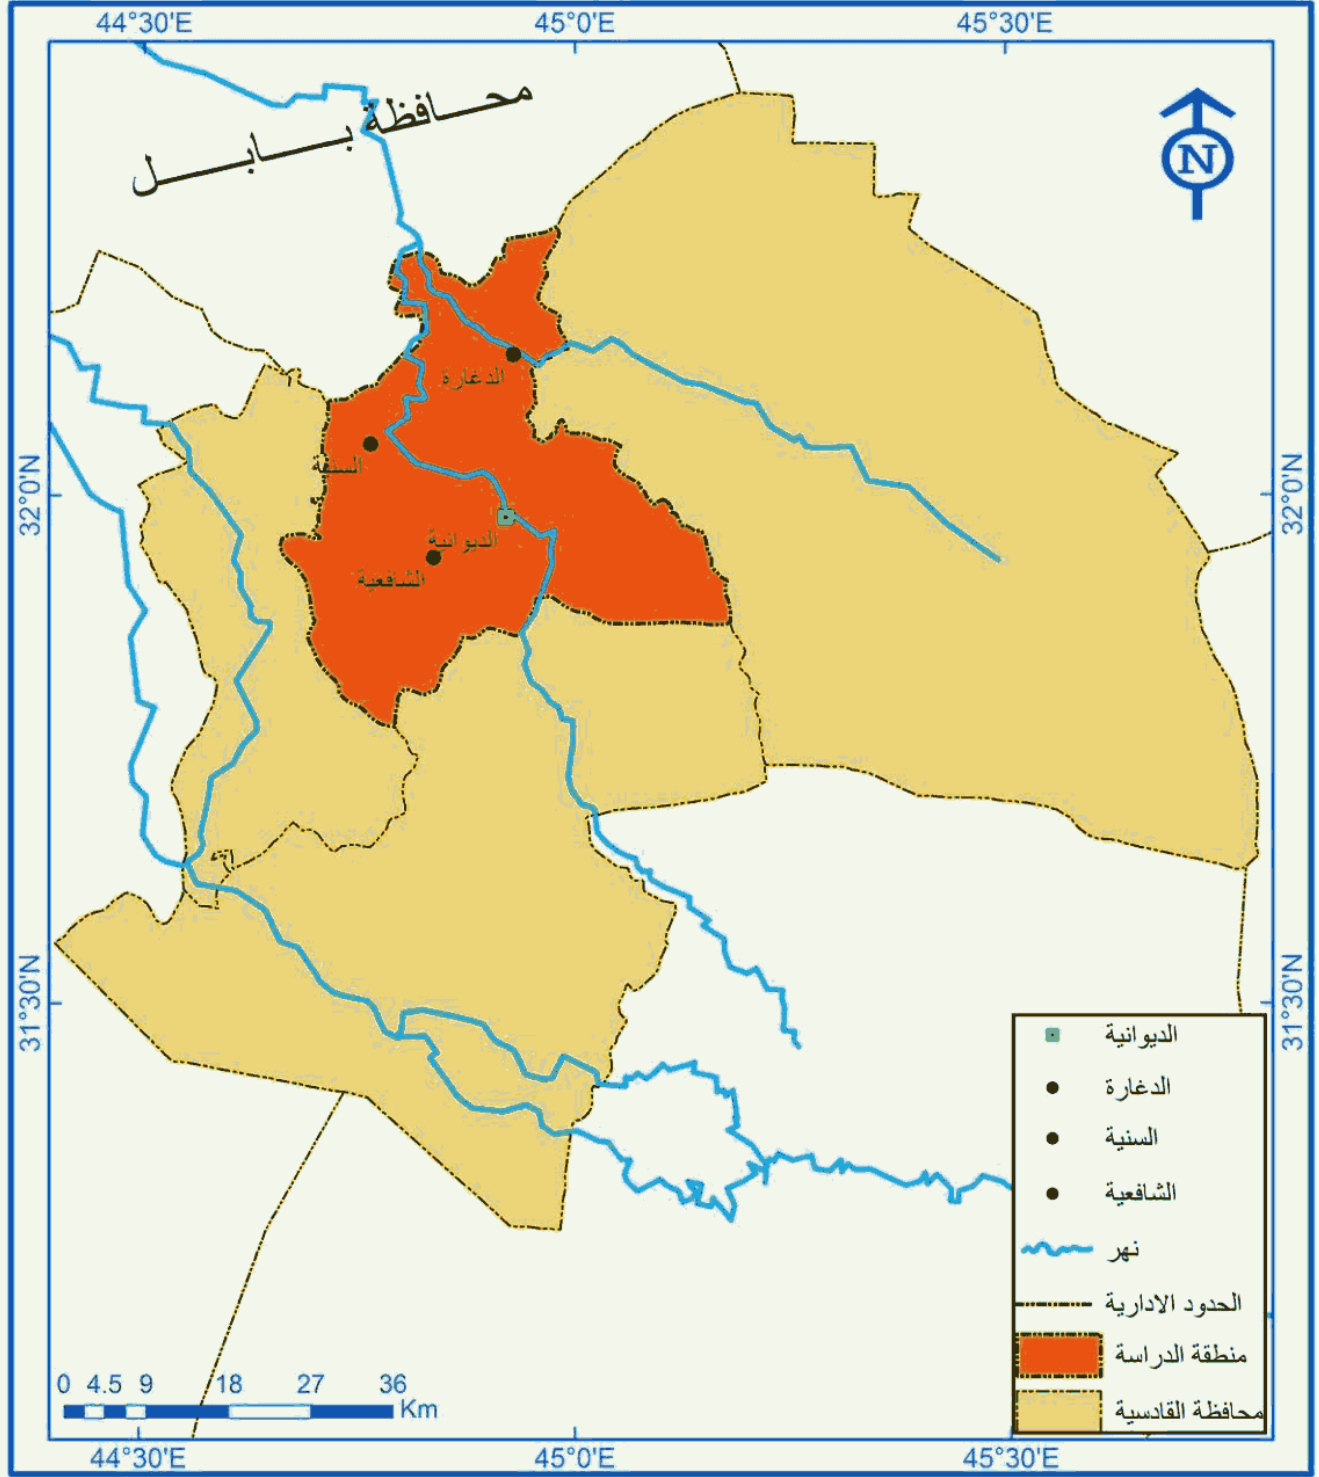 44°30'E 45°0'E 45°30'E
محـــافظة بـــــابـــــل
N
الدغارة
السنية
32°0'N 32°0'N
الديوانية
الشافعية
31°30'N 31°30'N
الديوانية
الدغارة
السنية
الشافعية
نهر
الحدود الادارية
منطقة الدراسة
محافظة القادسية
0 4.5 9 18 27 36
Km
44°30'E 45°0'E 45°30'E